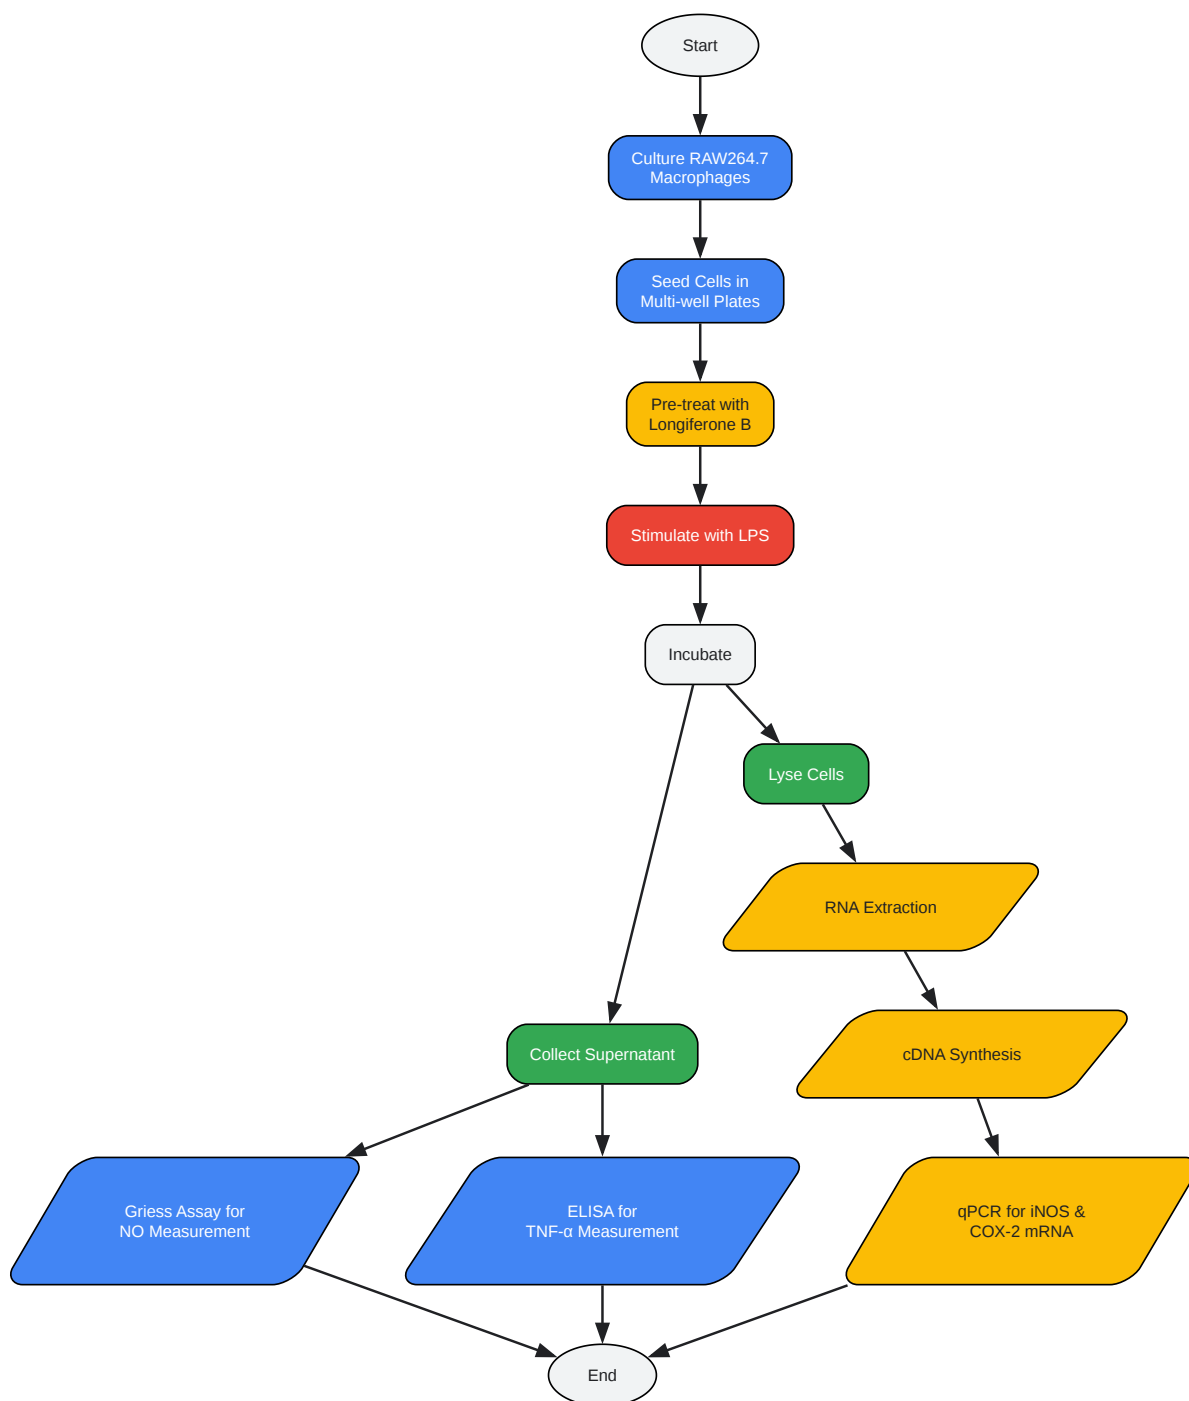 Start
Culture RAW264.7
Macrophages
Seed Cells in
Multi-well Plates
Pre-treat with
Longiferone B
Stimulate with LPS
Incubate
Lyse Cells
RNA Extraction
Collect Supernatant
cDNA Synthesis
Griess Assay for
NO Measurement
ELISA for
TNF-α Measurement
qPCR for iNOS &
COX-2 mRNA
End